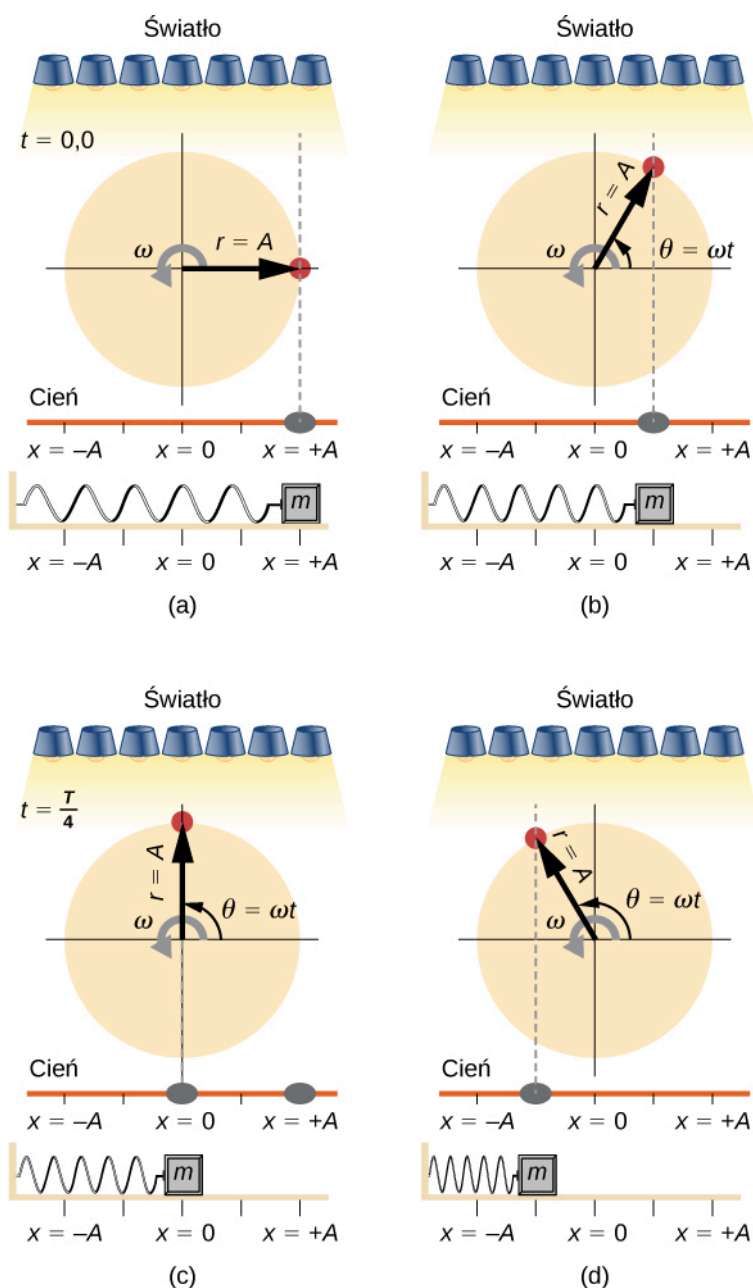 Światło
t = 0,0
ω
r = A
Cień
x = –A x = 0 x = +A
m
x = –A x = 0 x = +A
(a)
Światło
r = A
ω
θ = ωt
Cień
x = –A x = 0 x = +A
m
x = –A x = 0 x = +A
(b)
Światło
t = T/4
r = A
ω
θ = ωt
Cień
x = –A x = 0 x = +A
m
x = –A x = 0 x = +A
(c)
Światło
r = A
ω
θ = ωt
Cień
x = –A x = 0 x = +A
m
x = –A x = 0 x = +A
(d)